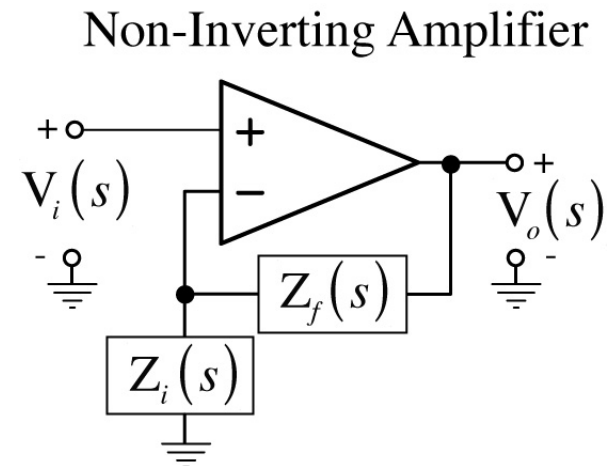 Non-Inverting Amplifier
+
+
+
V_i(s)
−
V_o(s)
-
-
Z_f(s)
Z_i(s)